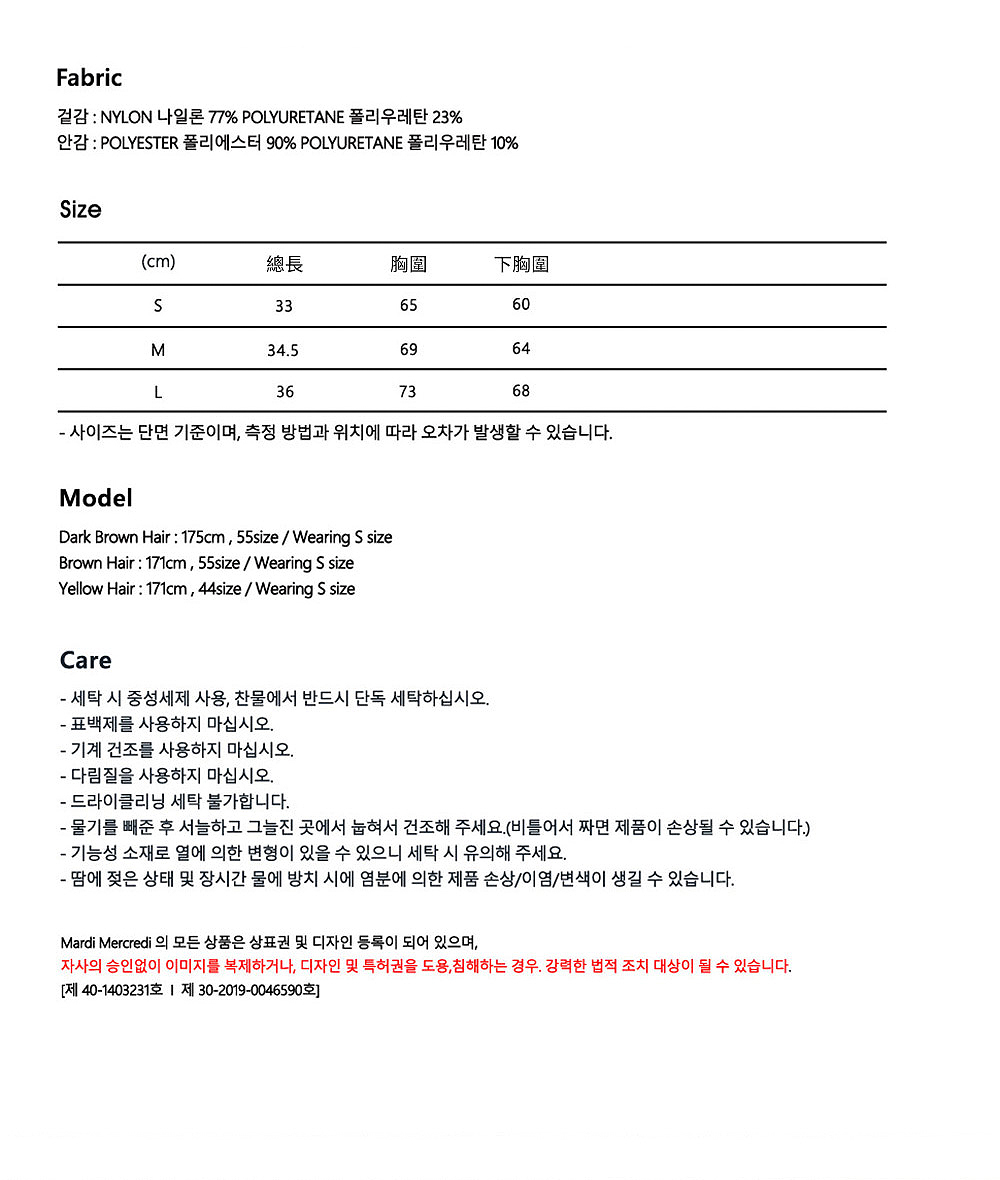 Fabric
겉감 : NYLON 나일론 77% POLYURETANE 폴리우레탄 23%
안감 : POLYESTER 폴리에스터 90% POLYURETANE 폴리우레탄 10%
Size
(cm) 總長 胸圍 下胸圍
S 33 65 60
M 34.5 69 64
L 36 73 68
- 사이즈는 단면 기준이며, 측정 방법과 위치에 따라 오차가 발생할 수 있습니다.
Model
Dark Brown Hair : 175cm , 55size / Wearing S size
Brown Hair : 171cm , 55size / Wearing S size
Yellow Hair : 171cm , 44size / Wearing S size
Care
- 세탁 시 중성세제 사용, 찬물에서 반드시 단독 세탁하십시오.
- 표백제를 사용하지 마십시오.
- 기계 건조를 사용하지 마십시오.
- 다림질을 사용하지 마십시오.
- 드라이클리닝 세탁 불가합니다.
- 물기를 빼준 후 서늘하고 그늘진 곳에서 눕혀서 건조해 주세요.(비틀어서 짜면 제품이 손상될 수 있습니다.)
- 기능성 소재로 열에 의한 변형이 있을 수 있으니 세탁 시 유의해 주세요.
- 땀에 젖은 상태 및 장시간 물에 방치 시에 염분에 의한 제품 손상/이염/변색이 생길 수 있습니다.
Mardi Mercredi 의 모든 상품은 상표권 및 디자인 등록이 되어 있으며,
자사의 승인없이 이미지를 복제하거나, 디자인 및 특허권을 도용,침해하는 경우. 강력한 법적 조치 대상이 될 수 있습니다.
[제 40-1403231호 I 제 30-2019-0046590호]